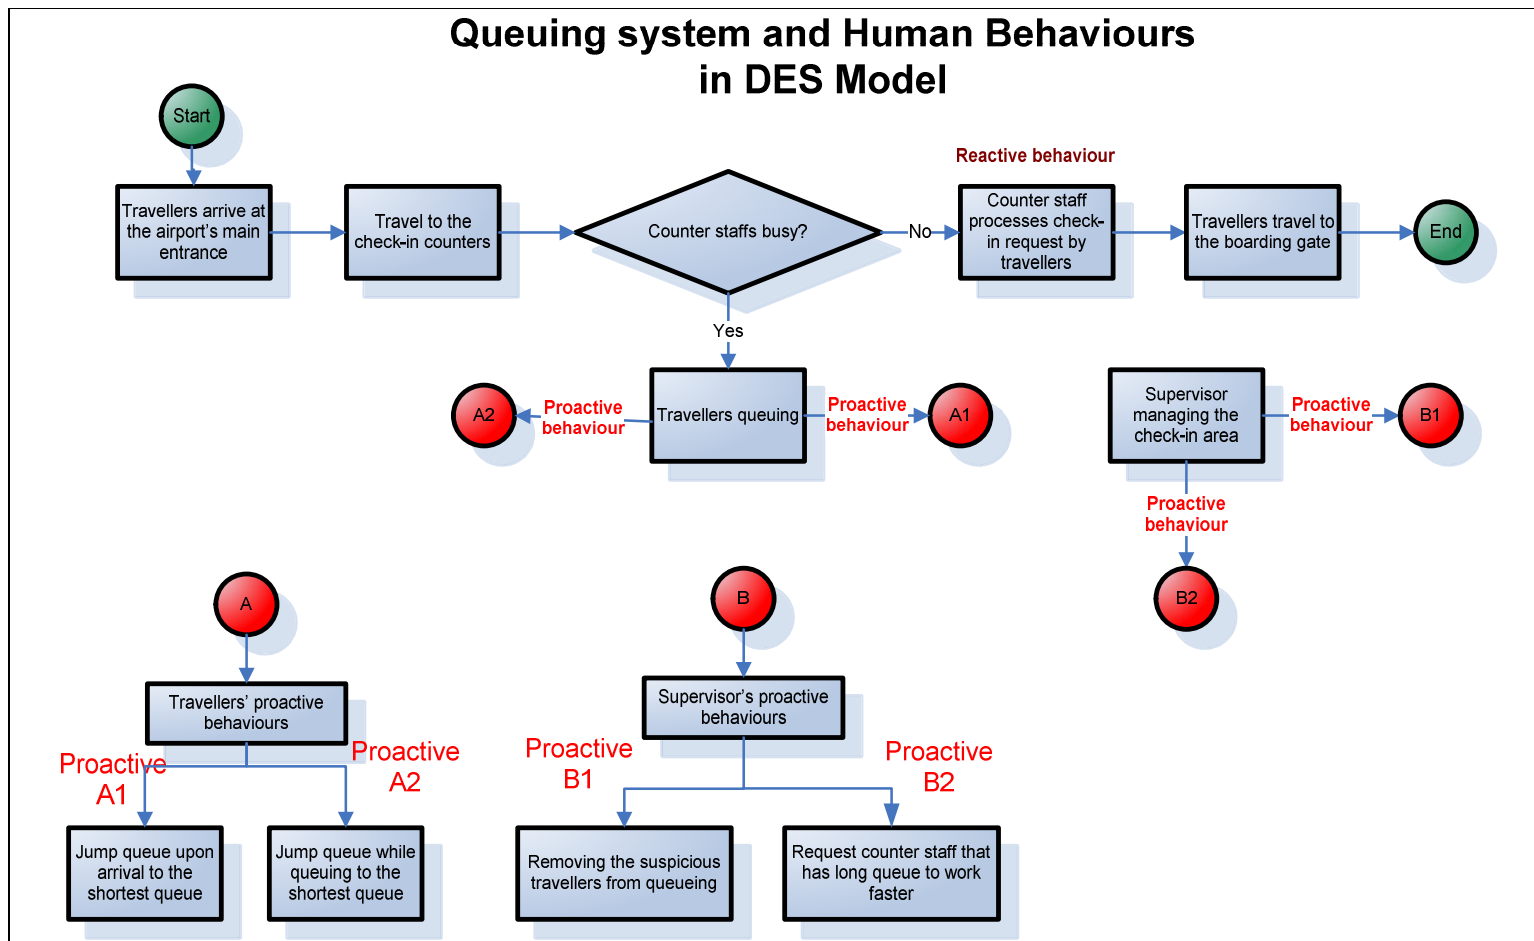 Queuing system and Human Behaviours
in DES Model
Start
Travellers arrive at
the airport’s main
entrance
Travel to the
check-in counters
Counter staffs busy?
No
Reactive behaviour
Counter staff
processes check-
in request by
travellers
Travellers travel to
the boarding gate
End
Yes
A2
Proactive
behaviour
Travellers queuing
Proactive
behaviour
A1
Supervisor
managing the
check-in area
Proactive
behaviour
B1
Proactive
behaviour
B2
A
Travellers’ proactive
behaviours
Proactive
A1
Proactive
A2
Jump queue upon
arrival to the
shortest queue
Jump queue while
queuing to the
shortest queue
B
Supervisor’s proactive
behaviours
Proactive
B1
Proactive
B2
Removing the suspicious
travellers from queueing
Request counter staff that
has long queue to work
faster